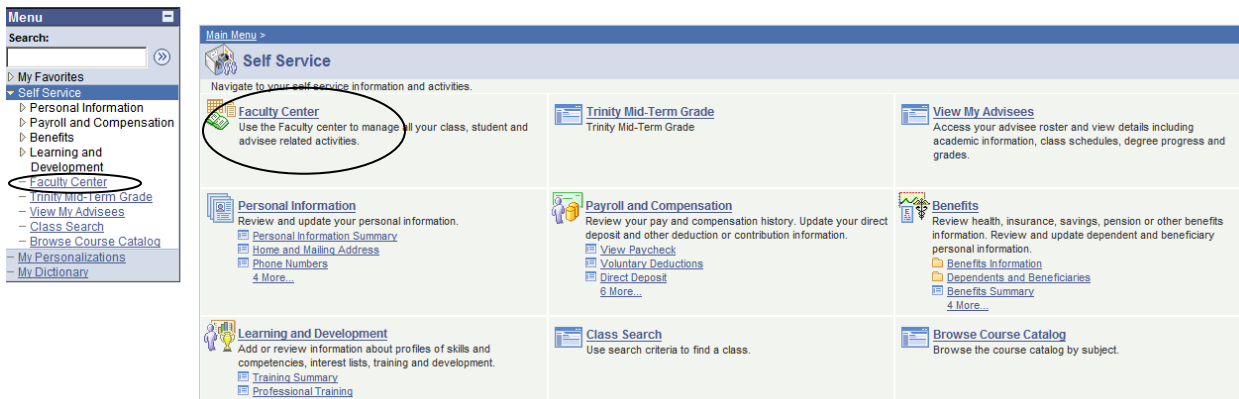 Menu
Search:
My Favorites
Self Service
Personal Information
Payroll and Compensation
Benefits
Learning and
Development
Faculty Center
Trinity Mid-Term Grade
View My Advisees
Class Search
Browse Course Catalog
My Personalizations
My Dictionary
Main Menu >
Self Service
Navigate to your self service information and activities.
Faculty Center
Use the Faculty center to manage all your class, student and
advisee related activities.
Trinity Mid-Term Grade
Trinity Mid-Term Grade
View My Advisees
Access your advisee roster and view details including
academic information, class schedules, degree progress and
grades.
Personal Information
Review and update your personal information.
Personal Information Summary
Home and Mailing Address
Phone Numbers
4 More...
Payroll and Compensation
Review your pay and compensation history. Update your direct
deposit and other deduction or contribution information.
View Paycheck
Voluntary Deductions
Direct Deposit
6 More...
Benefits
Review health, insurance, savings, pension or other benefits
information. Review and update dependent and beneficiary
personal information.
Benefits Information
Dependents and Beneficiaries
Benefits Summary
4 More...
Learning and Development
Add or review information about profiles of skills and
competencies, interest lists, training and development.
Training Summary
Professional Training
Class Search
Use search criteria to find a class.
Browse Course Catalog
Browse the course catalog by subject.